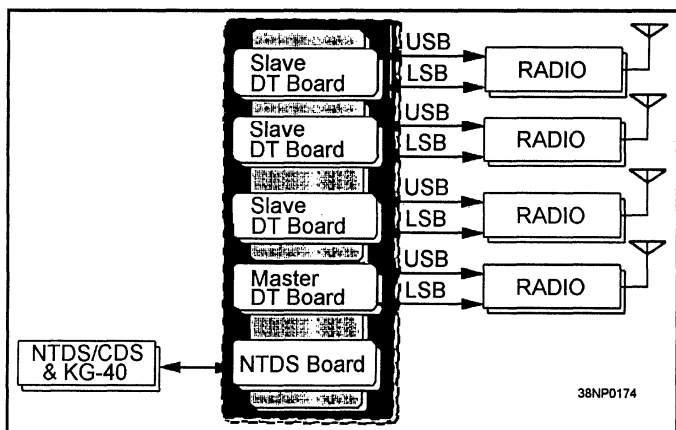 Slave
DT Board
USB
LSB
RADIO
Slave
DT Board
USB
LSB
RADIO
Slave
DT Board
USB
LSB
RADIO
Master
DT Board
USB
LSB
RADIO
NTDS/CDS
& KG-40
NTDS Board
38NP0174